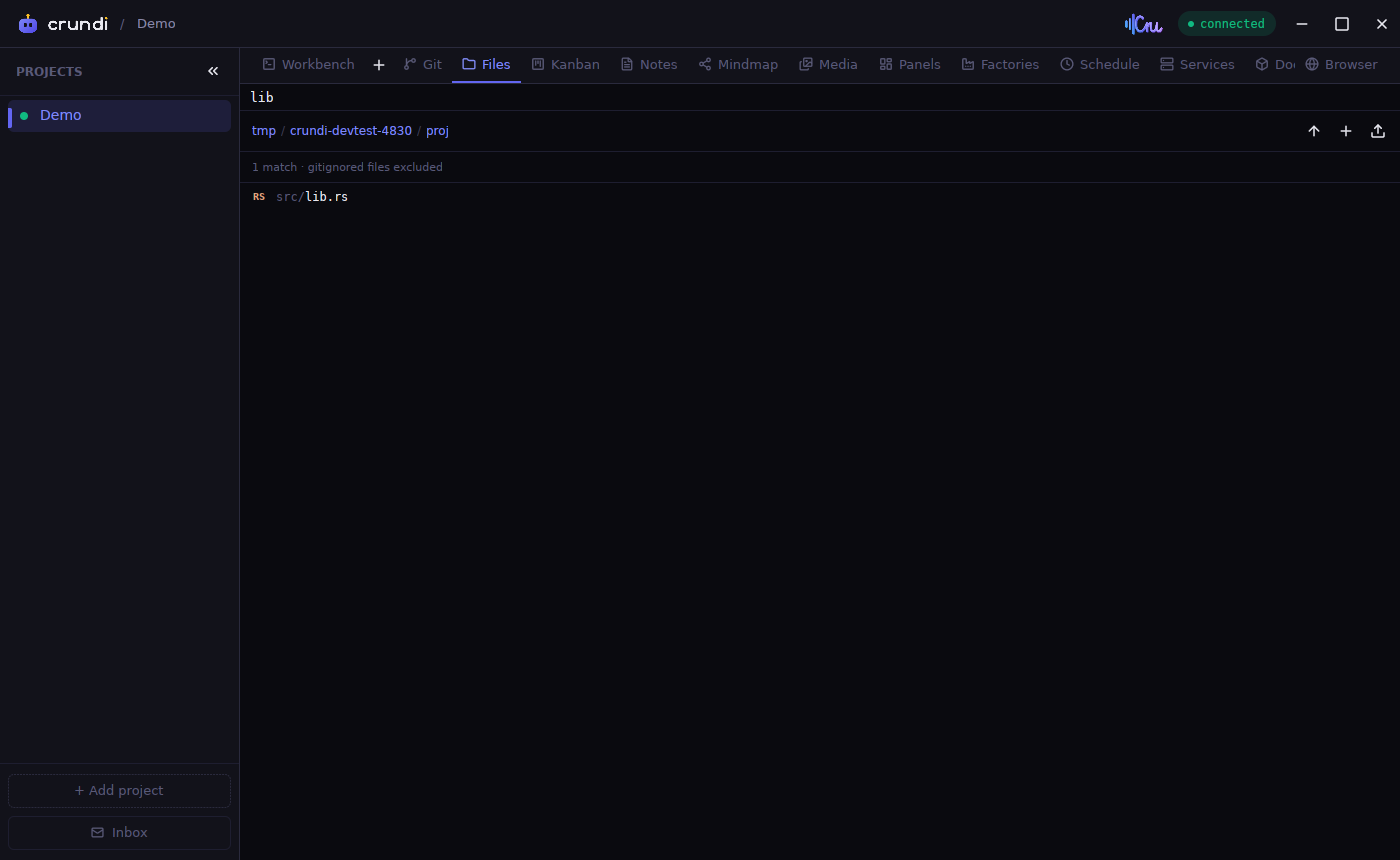 crundi / Demo
Cru
connected
PROJECTS
Workbench + Git Files Kanban Notes Mindmap Media Panels Factories Schedule Services Browser
Demo
lib
tmp / crundi-devtest-4830 / proj
1 match · gitignored files excluded
RS src/lib.rs
+ Add project
Inbox